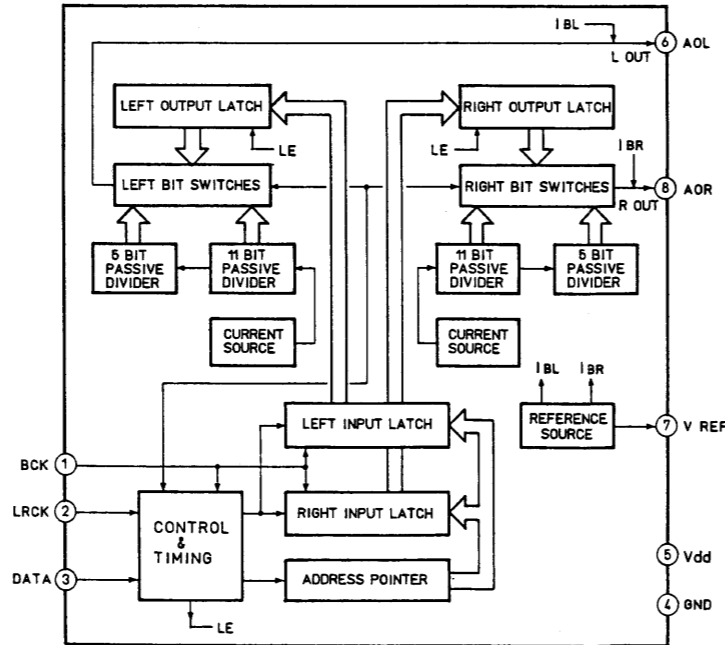 I BL
6 AOL
L OUT
LEFT OUTPUT LATCH
RIGHT OUTPUT LATCH
LE
LE
I BR
LEFT BIT SWITCHES
RIGHT BIT SWITCHES
8 AOR
R OUT
5 BIT
PASSIVE
DIVIDER
11 BIT
PASSIVE
DIVIDER
11 BIT
PASSIVE
DIVIDER
5 BIT
PASSIVE
DIVIDER
CURRENT
SOURCE
CURRENT
SOURCE
I BL
I BR
LEFT INPUT LATCH
REFERENCE
SOURCE
7 V REF
BCK 1
LRCK 2
CONTROL
&
TIMING
RIGHT INPUT LATCH
5 Vdd
DATA 3
ADDRESS POINTER
4 GND
LE